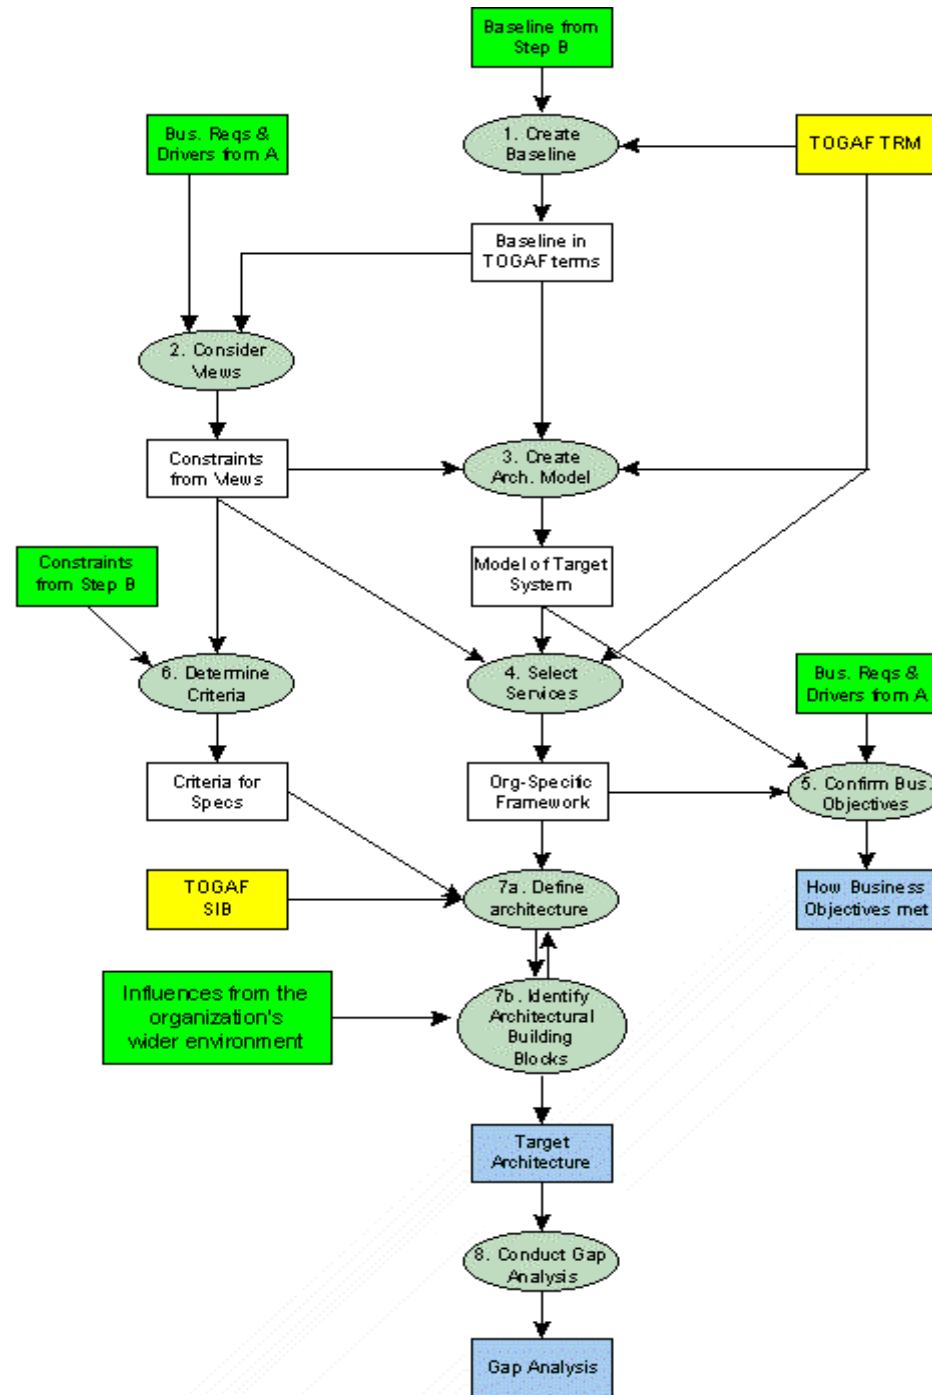 Baseline from
Step B
Bus. Reqs &
Drivers from A
1. Create
Baseline
TOGAF TRM
Baseline in
TOGAF terms
2. Consider
Views
Constraints
from Views
3. Create
Arch. Model
Constraints
from Step B
Model of Target
System
6. Determine
Criteria
4. Select
Services
Bus. Reqs &
Drivers from A
Criteria for
Specs
Org-Specific
Framework
5. Confirm Bus.
Objectives
TOGAF
SIB
7a. Define
architecture
How Business
Objectives met
Influences from the
organization's
wider environment
7b. Identify
Architectural
Building
Blocks
Target
Architecture
8. Conduct Gap
Analysis
Gap Analysis